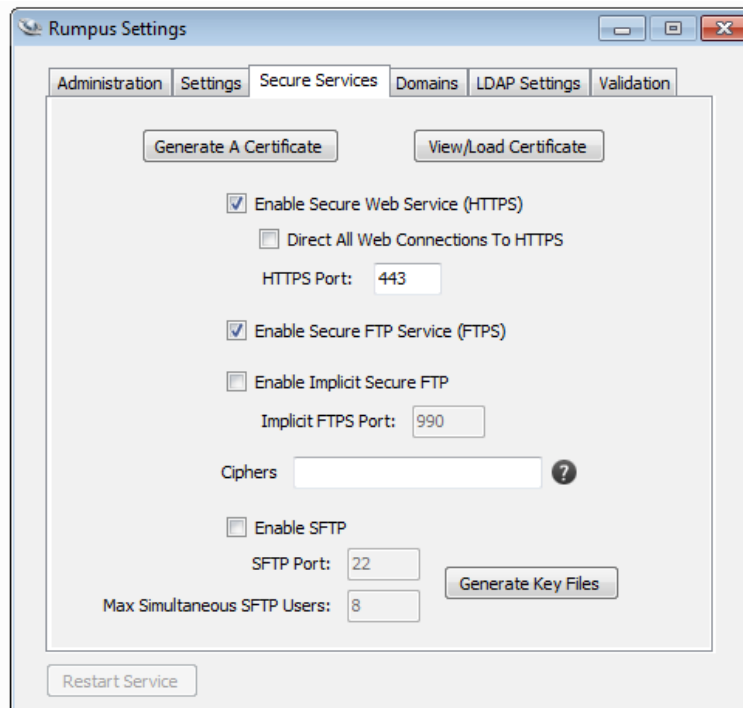 Rumpus Settings
Administration Settings Secure Services Domains LDAP Settings Validation
Generate A Certificate View/Load Certificate
Enable Secure Web Service (HTTPS)
Direct All Web Connections To HTTPS
HTTPS Port: 443
Enable Secure FTP Service (FTPS)
Enable Implicit Secure FTP
Implicit FTPS Port: 990
Ciphers ?
Enable SFTP
SFTP Port: 22
Generate Key Files
Max Simultaneous SFTP Users: 8
Restart Service